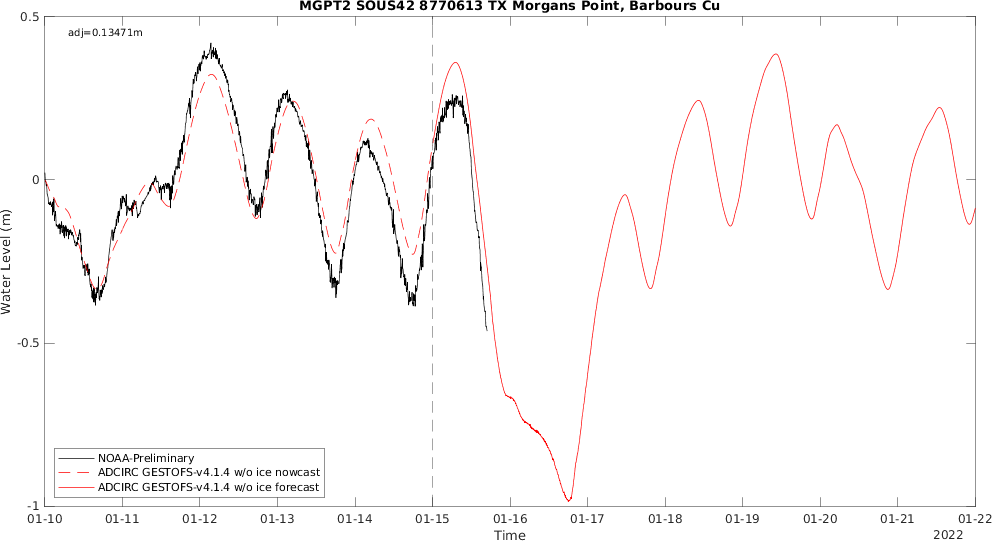 MGPT2 SOUS42 8770613 TX Morgans Point, Barbours Cu
adj=0.13471m
0.5
0
-0.5
-1
Water Level (m)
NOAA-Preliminary
ADCIRC GESTOFS-v4.1.4 w/o ice nowcast
ADCIRC GESTOFS-v4.1.4 w/o ice forecast
01-10 01-11 01-12 01-13 01-14 01-15 01-16 01-17 01-18 01-19 01-20 01-21 01-22
Time
2022